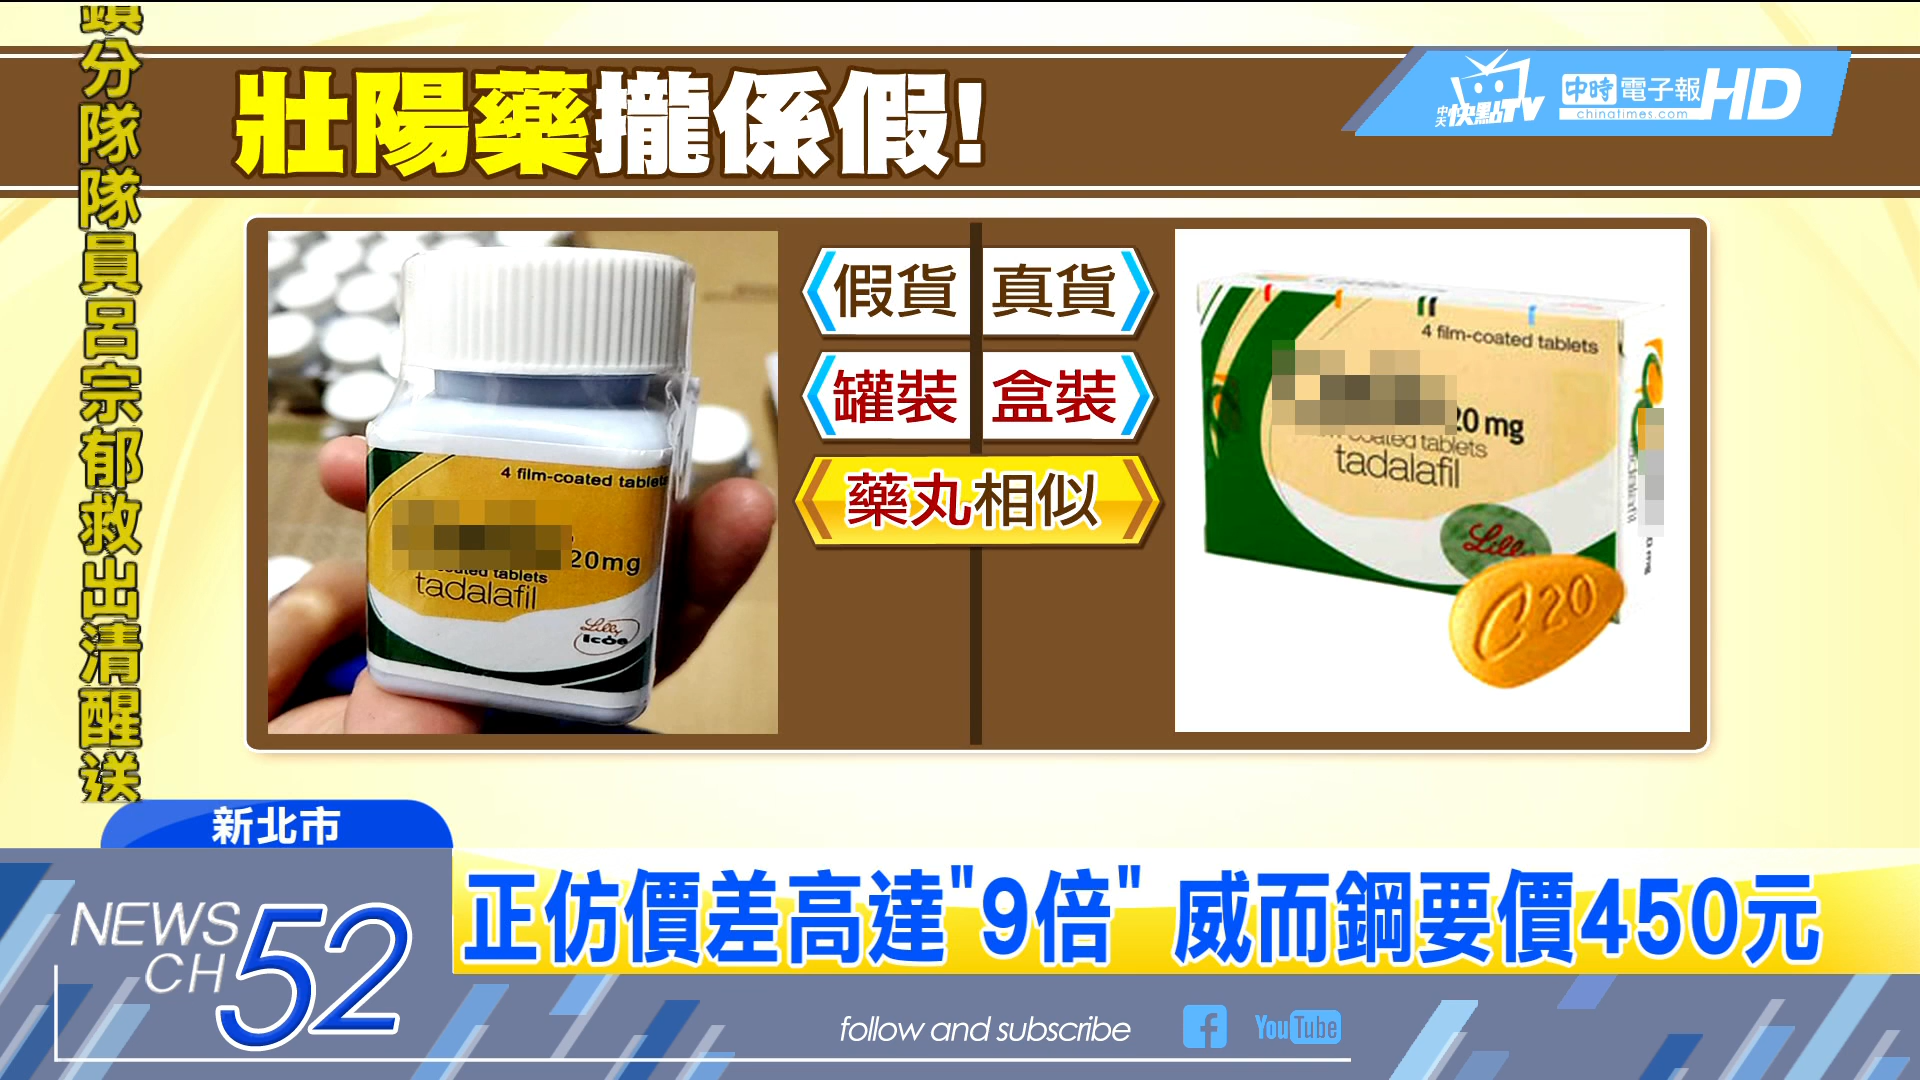 分隊隊員呂宗郁救出清醒送
壯陽藥攏係假!
中天快點TV
中時電子報HD
chinatimes.com
假貨
真貨
罐裝
盒裝
藥丸相似
4 film-coated tablets
20mg
tablets
tadalafil
Lilly
Icos
4 film-coated tablets
20 mg
coated tablets
tadalafil
Lilly
C 20
新北市
NEWS
CH
52
正仿價差高達"9倍" 威而鋼要價450元
follow and subscribe
YouTube